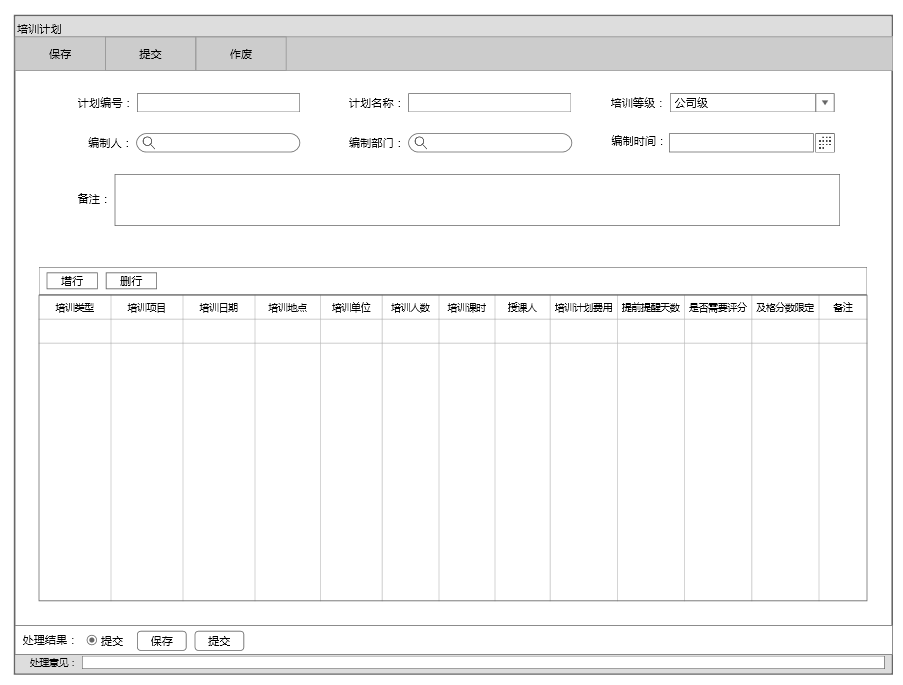 培训计划
保存 提交 作废
计划编号： 计划名称： 培训等级： 公司级
编制人： 编制部门： 编制时间：
备注：
增行 删行
培训类型 培训项目 培训日期 培训地点 培训单位 培训人数 培训课时 授课人 培训计划费用 提前提醒天数 是否需要评分 及格分数限定 备注
处理结果： 提交 保存 提交
处理意见：